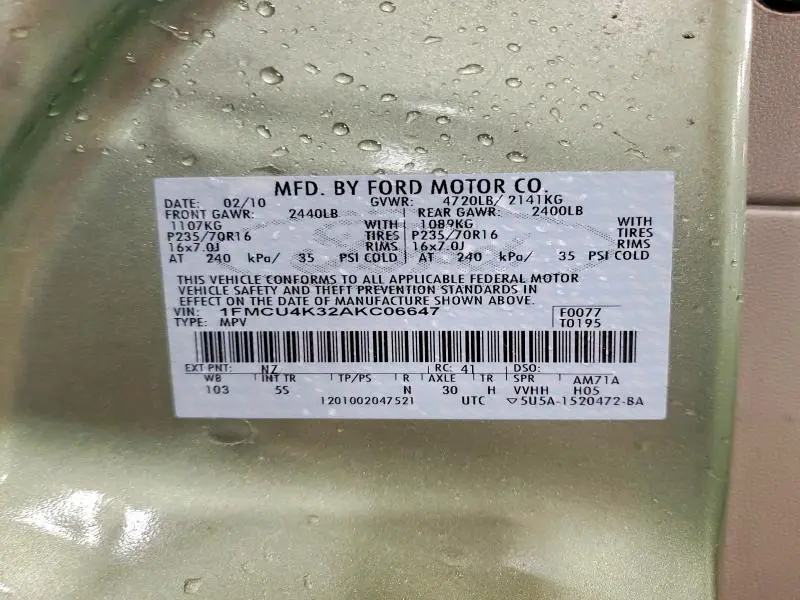 MFD. BY FORD MOTOR CO.
DATE: 02/10 GVWR: 4720LB/ 2141KG
FRONT GAWR: 2440LB REAR GAWR: 2400LB
1107KG WITH 1089KG WITH
P235/70R16 TIRES P235/70R16 TIRES
16x7.0J RIMS 16x7.0J RIMS
AT 240 kPa/ 35 PSI COLD AT 240 kPa/ 35 PSI COLD
THIS VEHICLE CONFORMS TO ALL APPLICABLE FEDERAL MOTOR
VEHICLE SAFETY AND THEFT PREVENTION STANDARDS IN
EFFECT ON THE DATE OF MANUFACTURE SHOWN ABOVE.
VIN: 1FMCU4K32AKC06647 F0077
TYPE: MPV T0195
EXT PNT: NZ RC: 41 DSO:
WB INT TR TP/PS R AXLE TR SPR AM71A
103 5S N 30 H VVHH H05
1201002047521 UTC ▽5U5A-1520472-BA